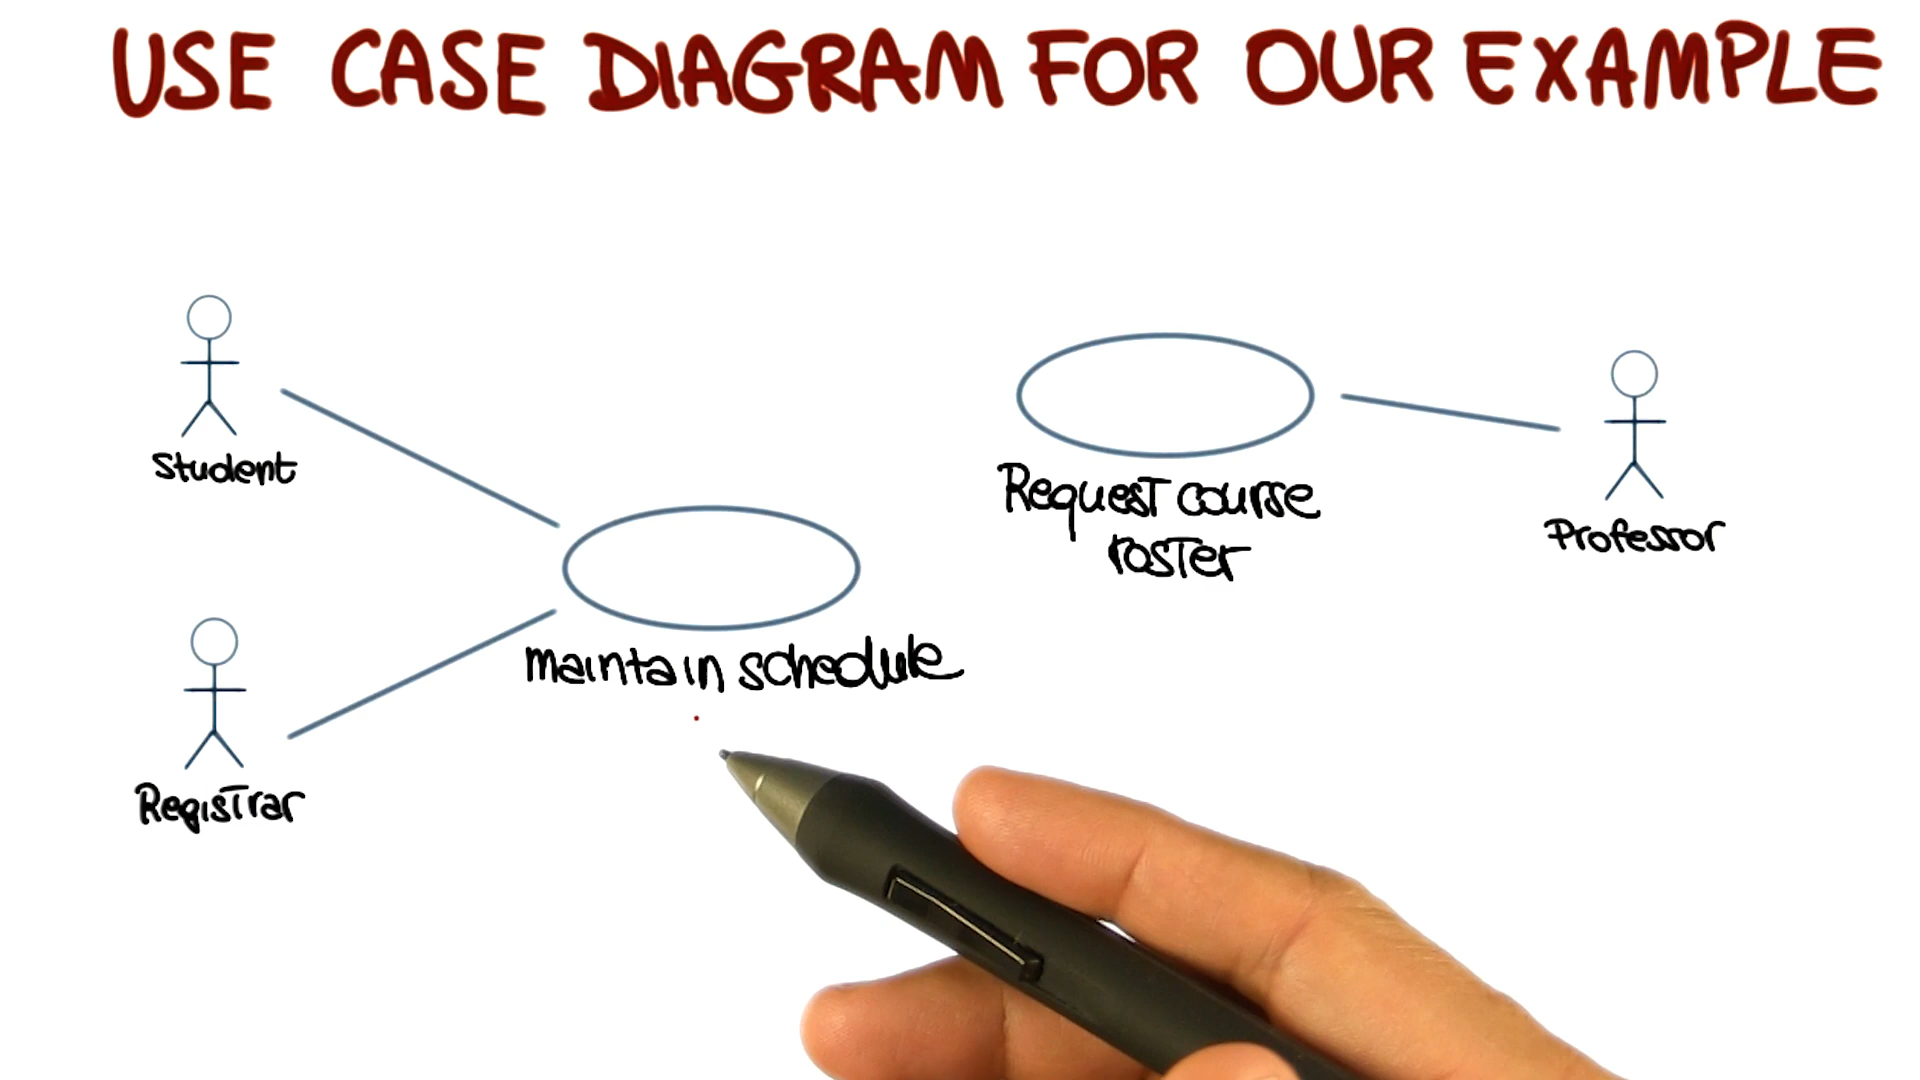 USE CASE DIAGRAM FOR OUR EXAMPLE
Student
Request course
roster
Professor
maintain schedule
Registrar